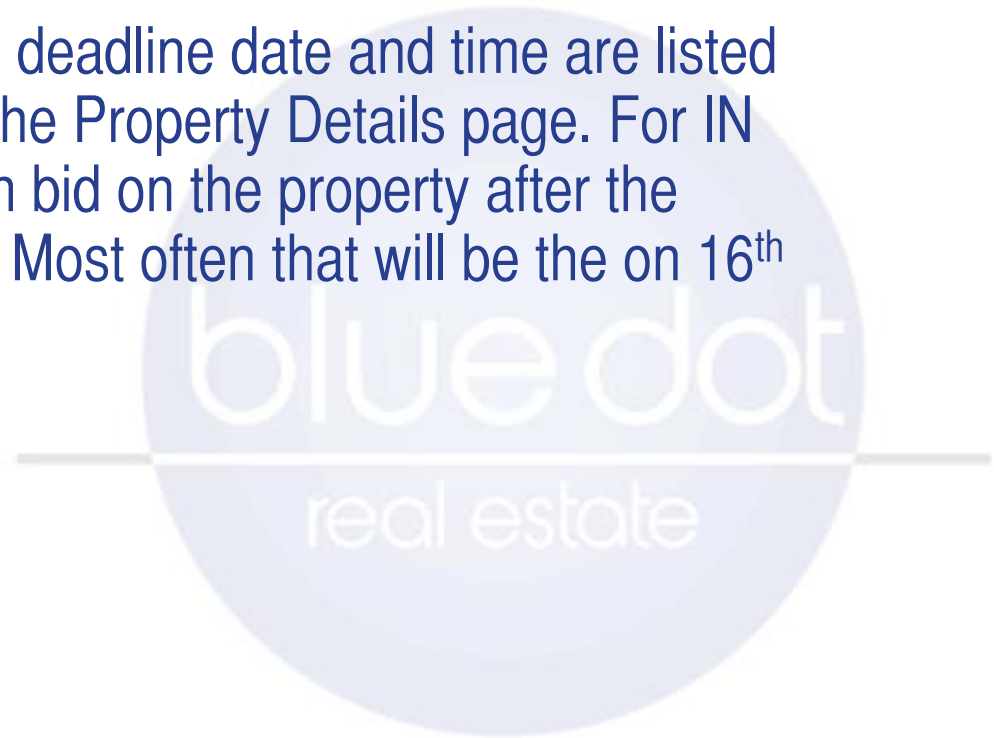 deadline date and time are listed
he Property Details page. For IN
n bid on the property after the
Most often that will be the on 16th
blue dot
real estate